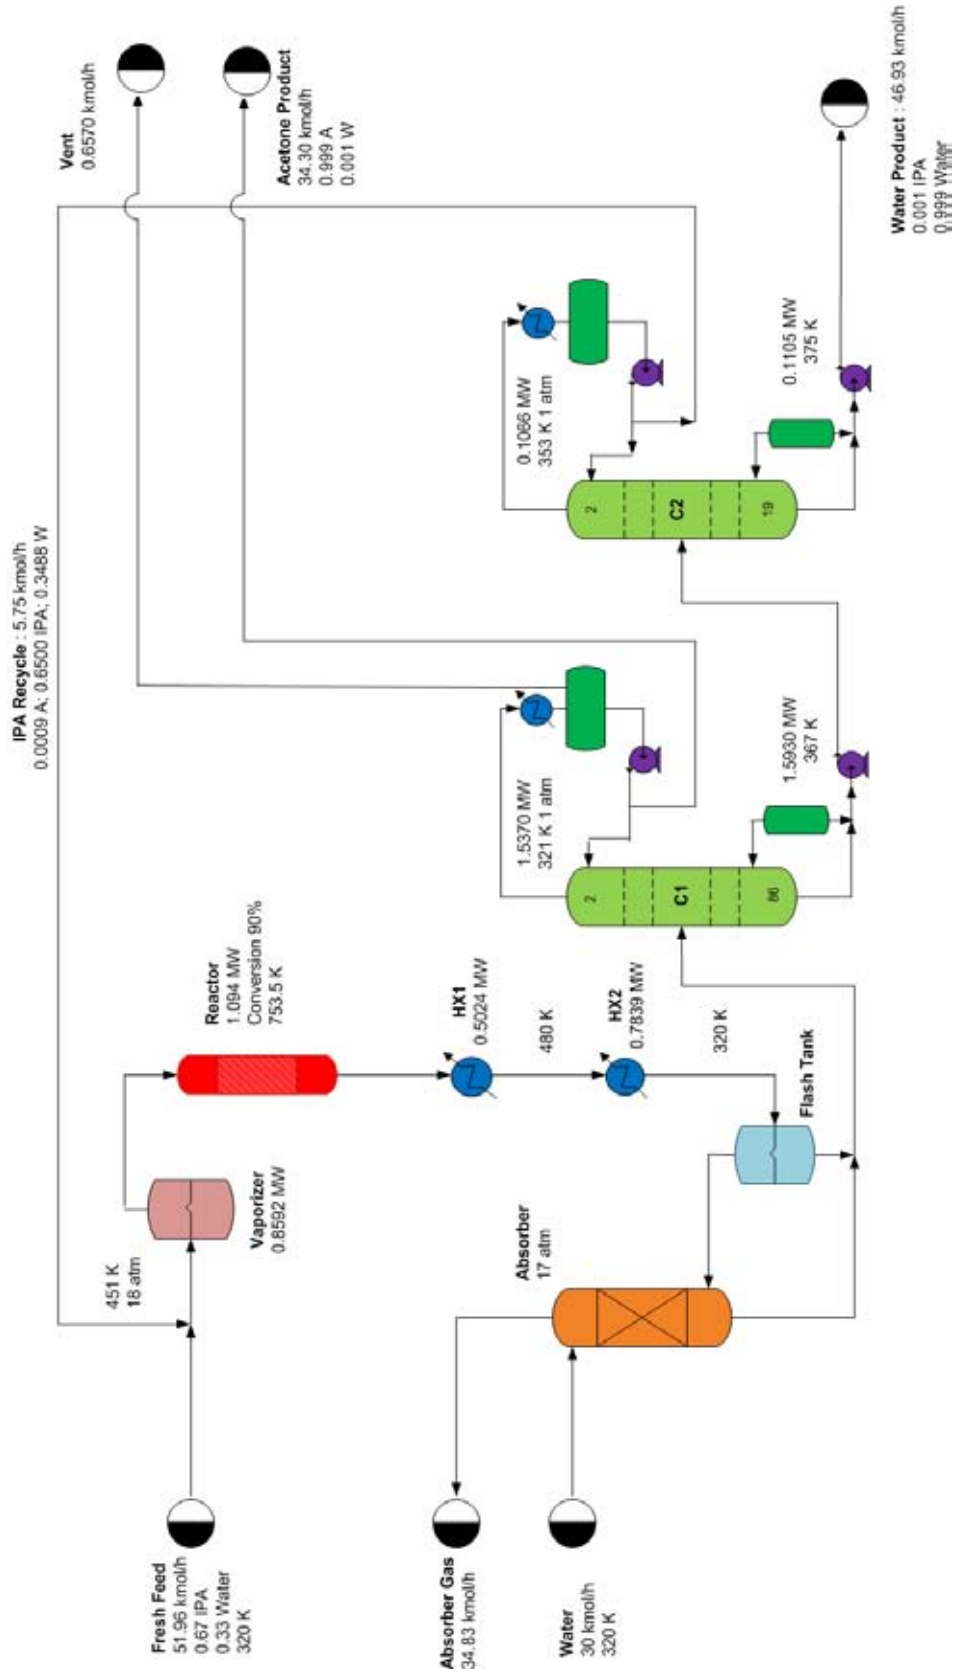 IPA Recycle : 5.75 kmol/h
0.0009 A; 0.6500 IPA; 0.3488 W
Vent
0.6570 kmol/h
Acetone Product
34.30 kmol/h
0.999 A
0.001 W
Water Product : 46.93 kmol/h
0.001 IPA
0.999 Water
Reactor
1.094 MW
Conversion 90%
753.5 K
451 K
18 atm
Vaporizer
0.8592 MW
HX1
0.5024 MW
480 K
HX2
0.7839 MW
320 K
Flash Tank
Absorber
17 atm
2
C1
86
1.5370 MW
321 K 1 atm
1.5930 MW
367 K
2
C2
19
0.1066 MW
353 K 1 atm
0.1105 MW
375 K
Fresh Feed
51.96 kmol/h
0.67 IPA
0.33 Water
320 K
Absorber Gas
34.83 kmol/h
Water
30 kmol/h
320 K